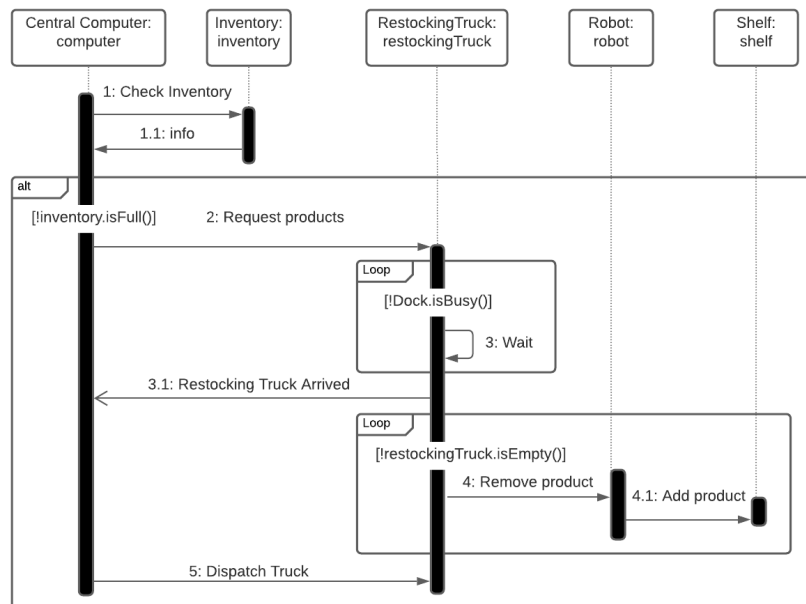 Central Computer:
computer
Inventory:
inventory
RestockingTruck:
restockingTruck
Robot:
robot
Shelf:
shelf
1: Check Inventory
1.1: info
alt
[!inventory.isFull()]
2: Request products
Loop
[!Dock.isBusy()]
3: Wait
3.1: Restocking Truck Arrived
Loop
[!restockingTruck.isEmpty()]
4: Remove product
4.1: Add product
5: Dispatch Truck